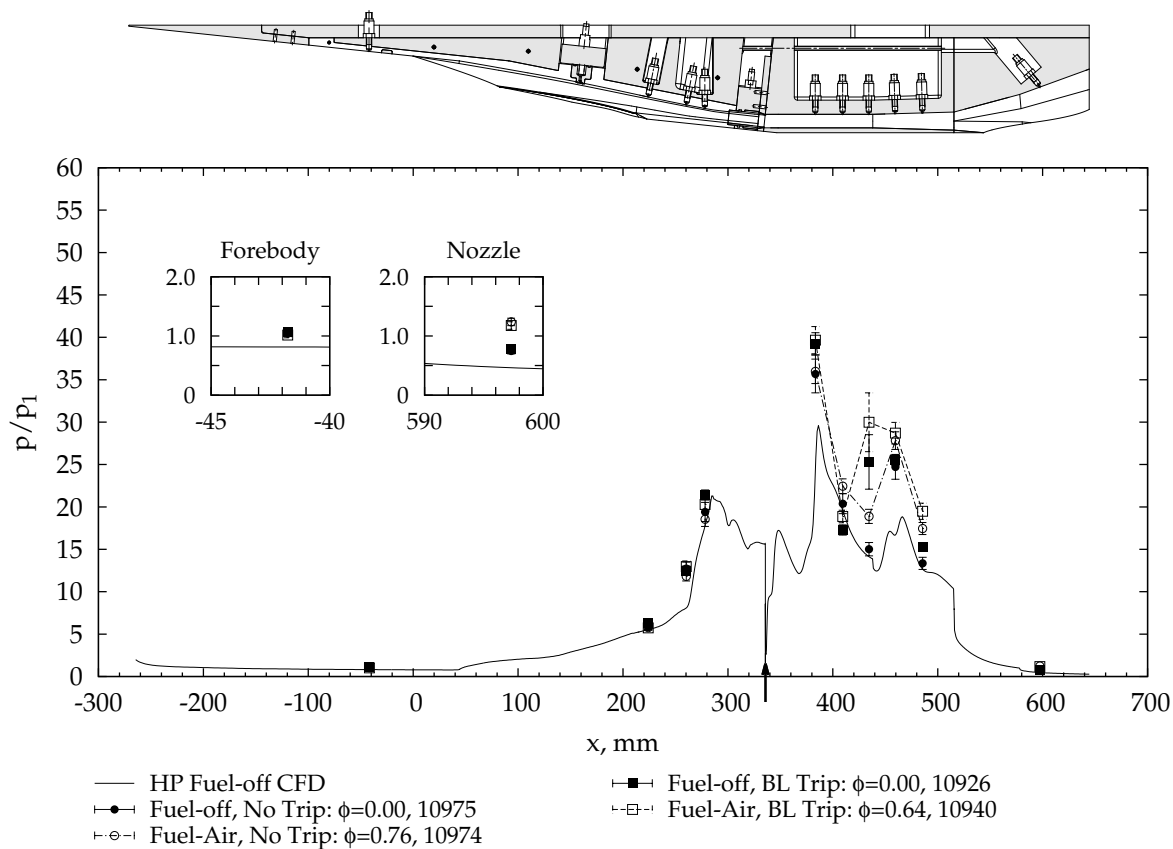 60
55
50
45
40
35
30
25
20
15
10
5
0
p/p1
Forebody
2.0
1.0
0
-45 -40
Nozzle
2.0
1.0
0
590 600
-300 -200 -100 0 100 200 300 400 500 600 700
x, mm
HP Fuel-off CFD
Fuel-off, No Trip: ϕ=0.00, 10975
Fuel-Air, No Trip: ϕ=0.76, 10974
Fuel-off, BL Trip: ϕ=0.00, 10926
Fuel-Air, BL Trip: ϕ=0.64, 10940